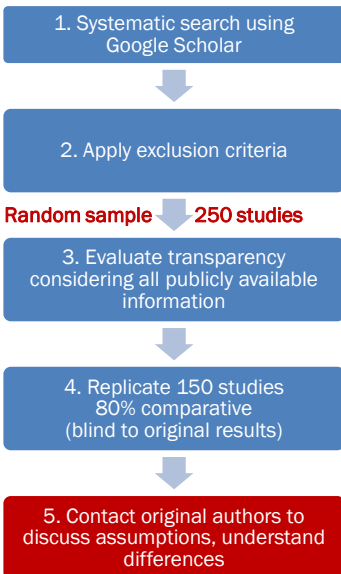 1. Systematic search using
Google Scholar
2. Apply exclusion criteria
Random sample 250 studies
3. Evaluate transparency
considering all publicly available
information
4. Replicate 150 studies
80% comparative
(blind to original results)
5. Contact original authors to
discuss assumptions, understand
differences